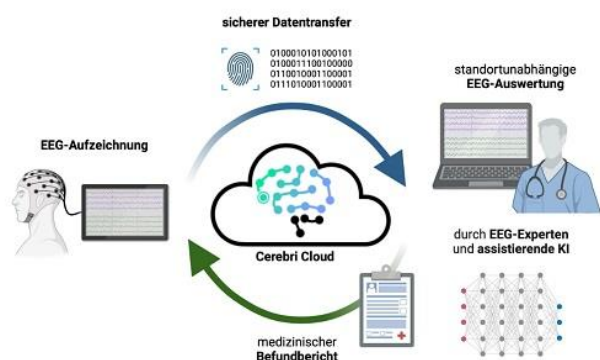 sicherer Datentransfer
0100010101000101
0100011100100000
0110010001100001
0111010001100001
standortunabhängige
EEG-Auswertung
EEG-Aufzeichnung
Cerebri Cloud
durch EEG-Experten
und assistierende KI
medizinischer
Befundbericht